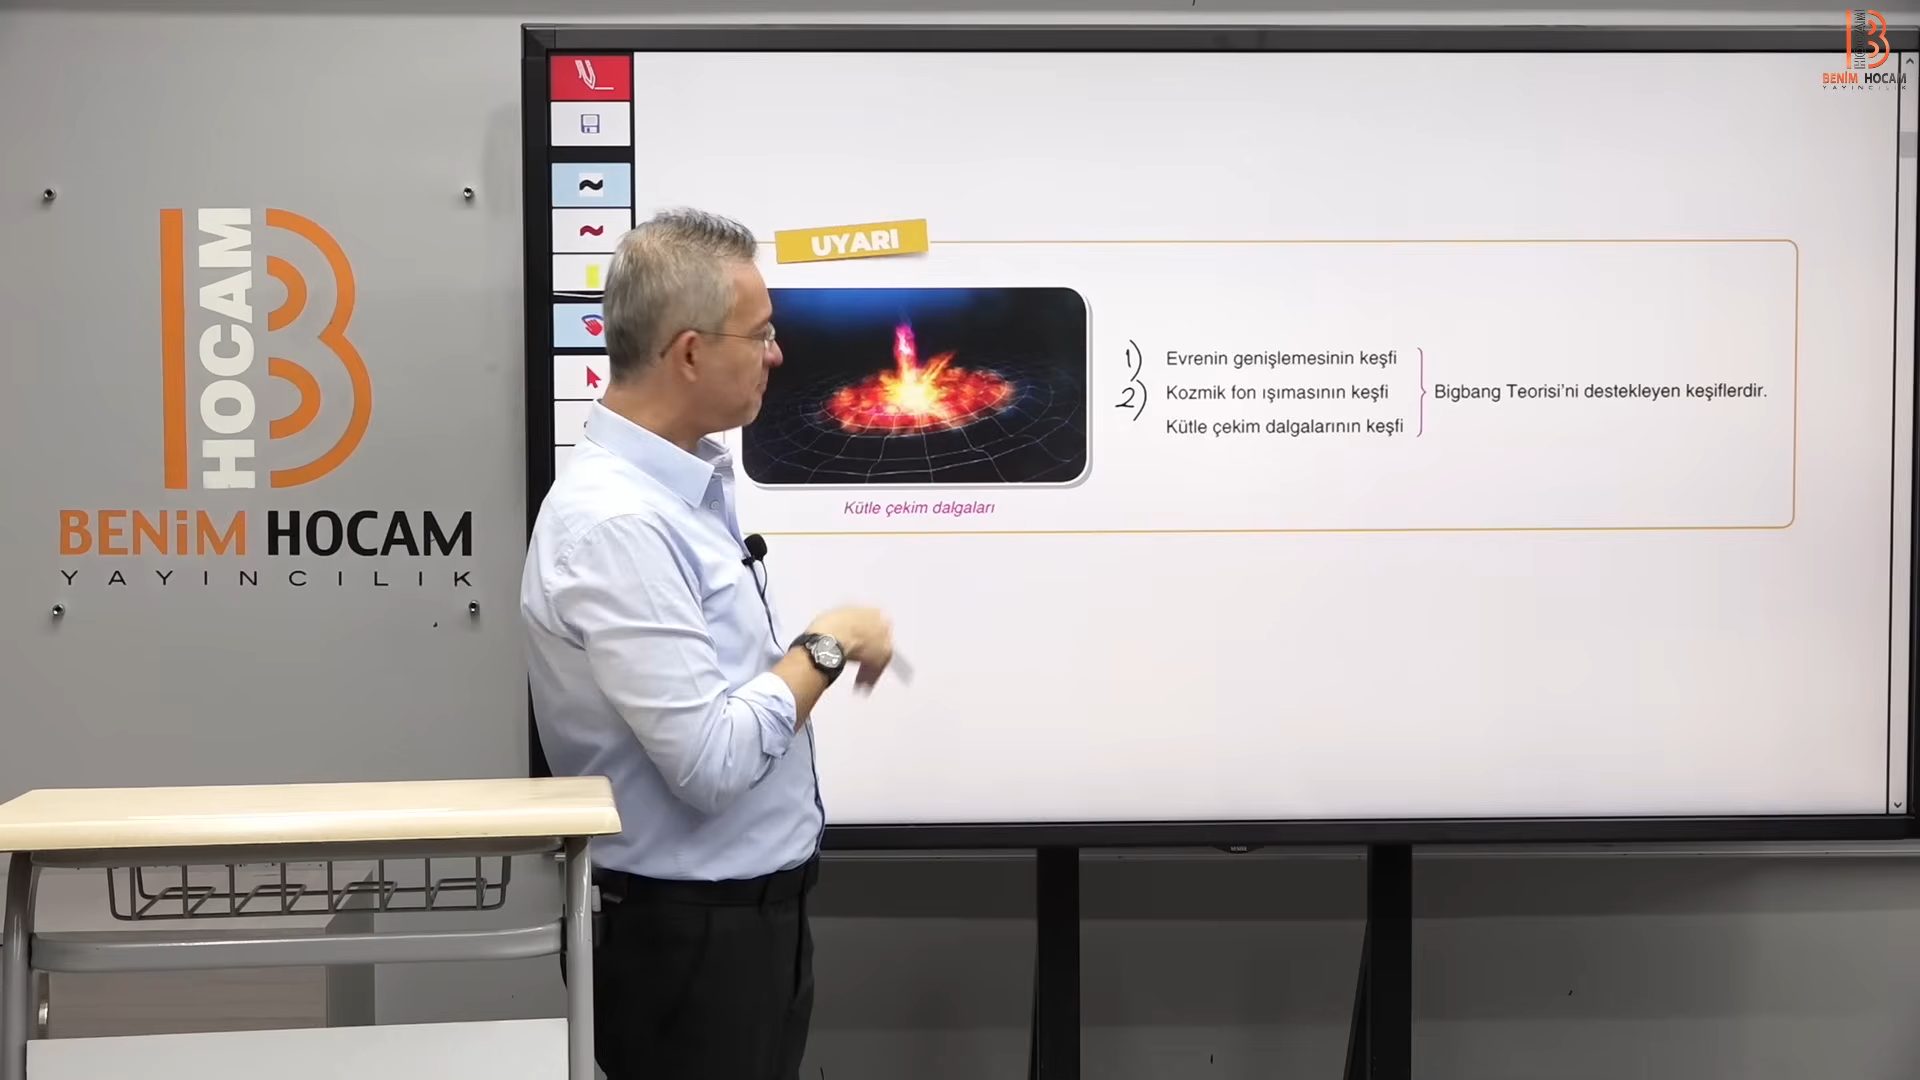 HOCAM
BENİM HOCAM
YAYINCILIK
HOCAM
BENİM HOCAM
YAYINCILIK
UYARI
1) Evrenin genişlemesinin keşfi
2) Kozmik fon ışımasının keşfi
Kütle çekim dalgalarının keşfi
Bigbang Teorisi'ni destekleyen keşiflerdir.
Kütle çekim dalgaları